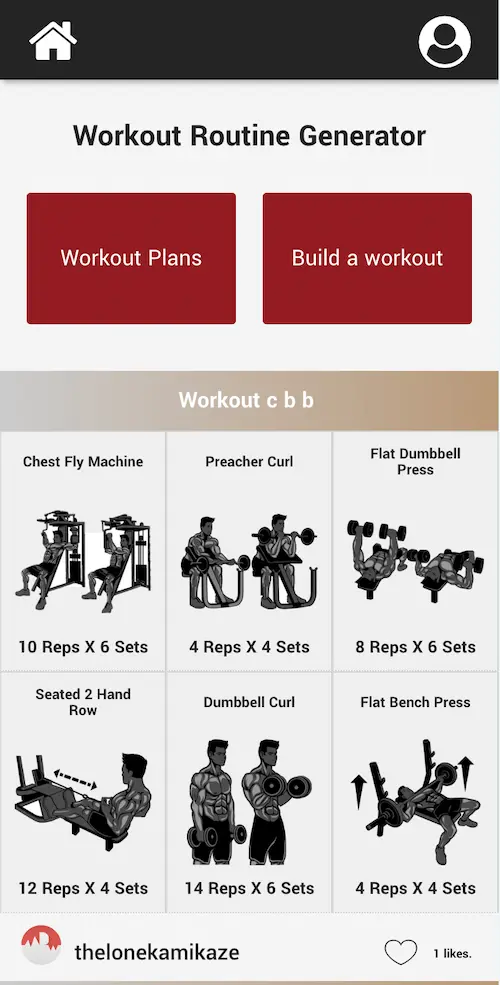 Workout Routine Generator
Workout Plans
Build a workout
Workout c b b
Chest Fly Machine
Preacher Curl
Flat Dumbbell
Press
10 Reps X 6 Sets
4 Reps X 4 Sets
8 Reps X 6 Sets
Seated 2 Hand
Row
Dumbbell Curl
Flat Bench Press
12 Reps X 4 Sets
14 Reps X 6 Sets
4 Reps X 4 Sets
thelonekamikaze
1 likes.